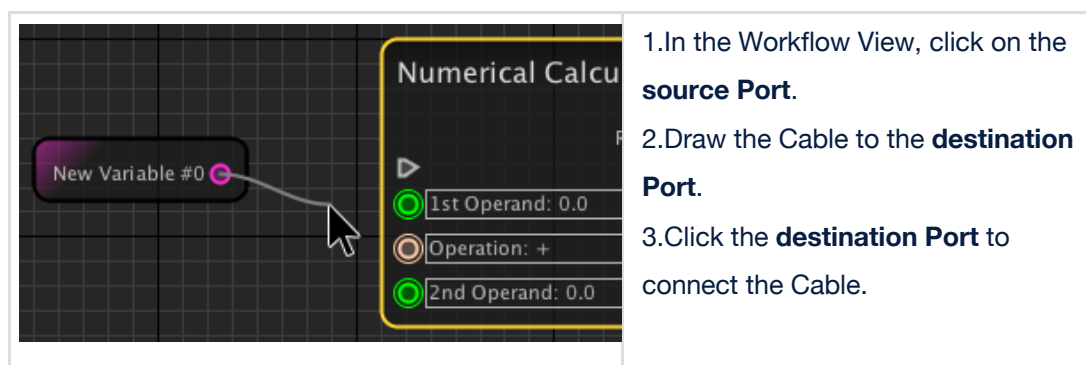 Numerical Calcu
New Variable #0
1st Operand: 0.0
Operation: +
2nd Operand: 0.0
1.In the Workflow View, click on the
source Port.
2.Draw the Cable to the destination
Port.
3.Click the destination Port to
connect the Cable.